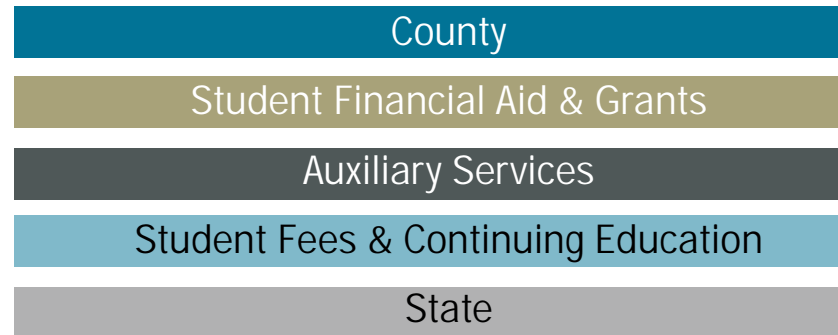 County
Student Financial Aid & Grants
Auxiliary Services
Student Fees & Continuing Education
State